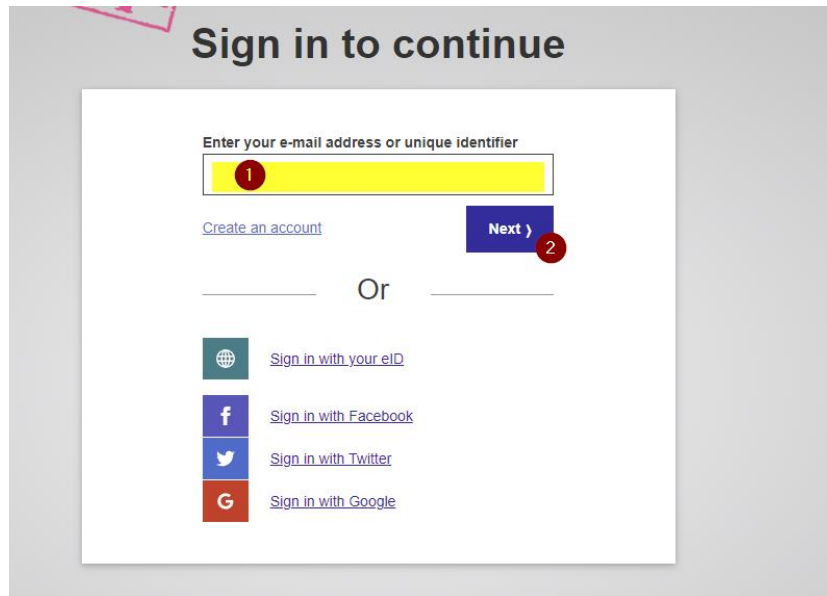 Sign in to continue
Enter your e-mail address or unique identifier
1
Create an account
Next ⟩
2
Or
Sign in with your eID
f Sign in with Facebook
Sign in with Twitter
G Sign in with Google